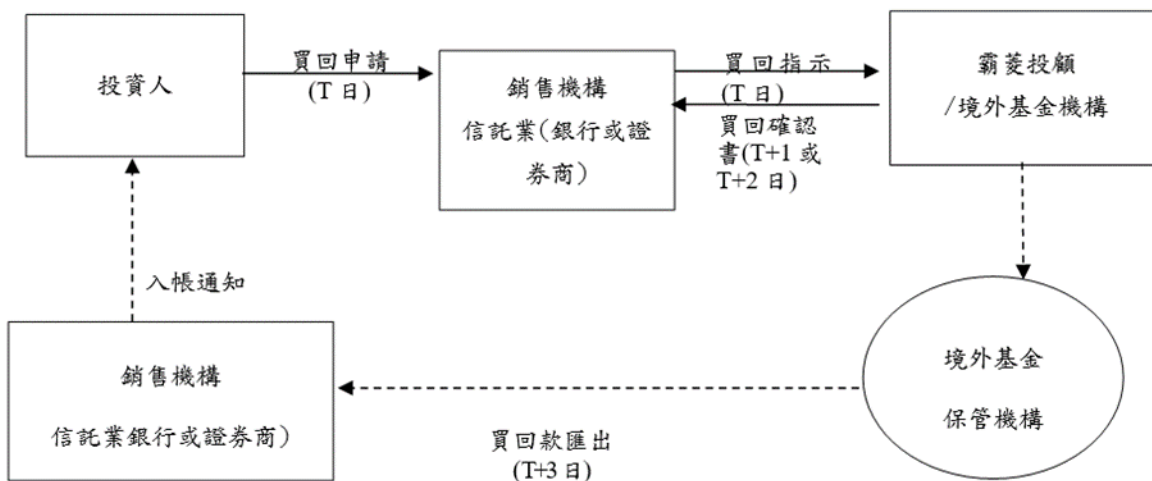 投資人
買回申請
(T 日)
銷售機構
信託業(銀行或證
券商)
買回指示
(T 日)
買回確認
書(T+1 或
T+2 日)
霸菱投顧
/境外基金機構
入帳通知
銷售機構
信託業銀行或證券商)
買回款匯出
(T+3 日)
境外基金
保管機構